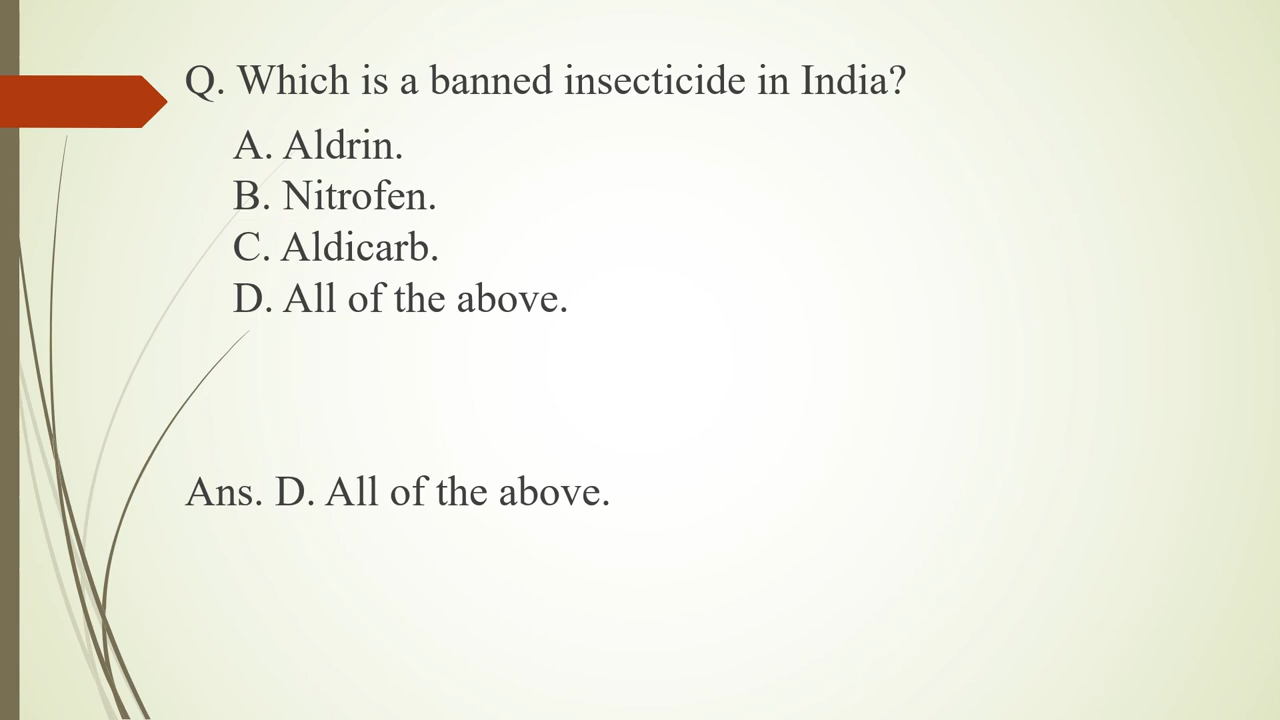 Q. Which is a banned insecticide in India?
A. Aldrin.
B. Nitrofen.
C. Aldicarb.
D. All of the above.
Ans. D. All of the above.